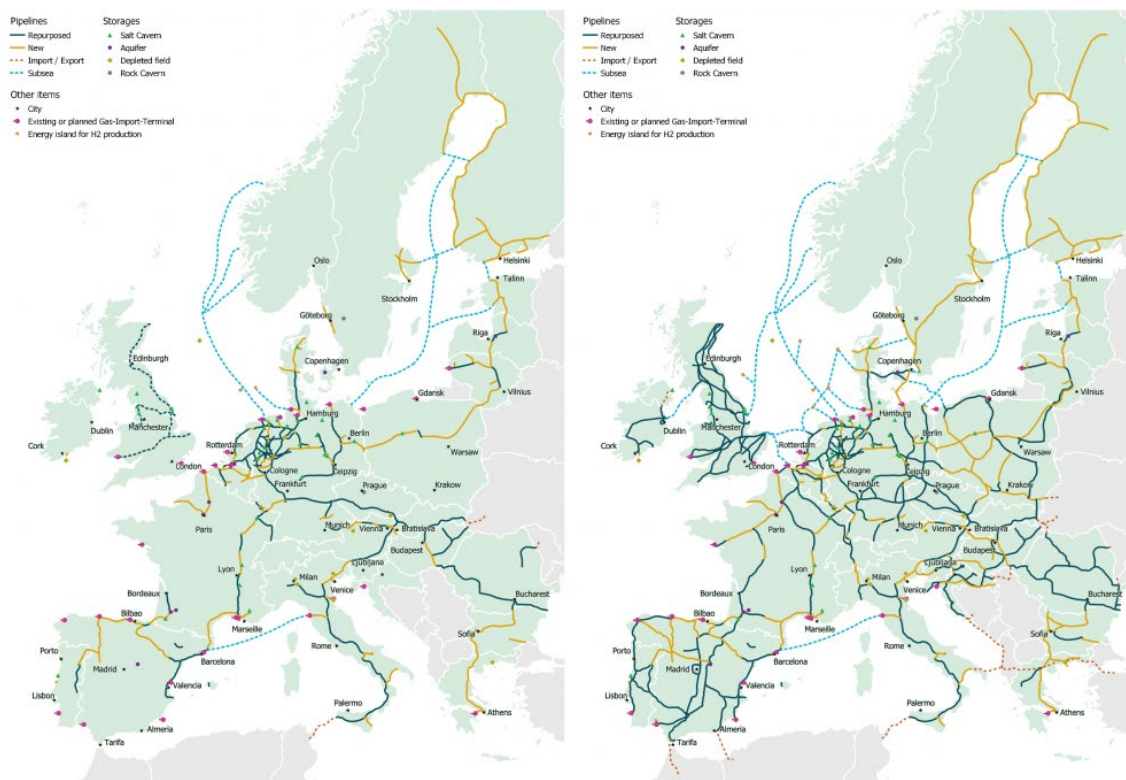 Pipelines
Repurposed
New
Import / Export
Subsea
Storages
Salt Cavern
Aquifer
Depleted field
Rock Cavern
Other items
City
Existing or planned Gas-Import-Terminal
Energy island for H2 production
Oslo
Helsinki
Talinn
Stockholm
Göteborg
Riga
Edinburgh
Copenhagen
Vilnius
Gdansk
Dublin
Manchester
Hamburg
Cork
Rotterdam
Berlin
Warsaw
London
Cologne
Leipzig
Frankfurt
Prague
Krakow
Paris
Munich
Vienna
Bratislava
Budapest
Ljubljana
Lyon
Milan
Venice
Bordeaux
Bucharest
Bilbao
Marseille
Sofia
Porto
Madrid
Barcelona
Rome
Lisbon
Valencia
Palermo
Athens
Almeria
Tarifa
Pipelines
Repurposed
New
Import / Export
Subsea
Storages
Salt Cavern
Aquifer
Depleted field
Rock Cavern
Other items
City
Existing or planned Gas-Import-Terminal
Energy island for H2 production
Oslo
Helsinki
Talinn
Stockholm
Göteborg
Riga
Edinburgh
Copenhagen
Vilnius
Gdansk
Dublin
Manchester
Hamburg
Cork
Rotterdam
Berlin
Warsaw
London
Cologne
Leipzig
Frankfurt
Prague
Krakow
Paris
Munich
Vienna
Bratislava
Budapest
Ljubljana
Lyon
Milan
Venice
Bordeaux
Bucharest
Bilbao
Marseille
Sofia
Porto
Madrid
Barcelona
Rome
Lisbon
Valencia
Palermo
Athens
Almeria
Tarifa